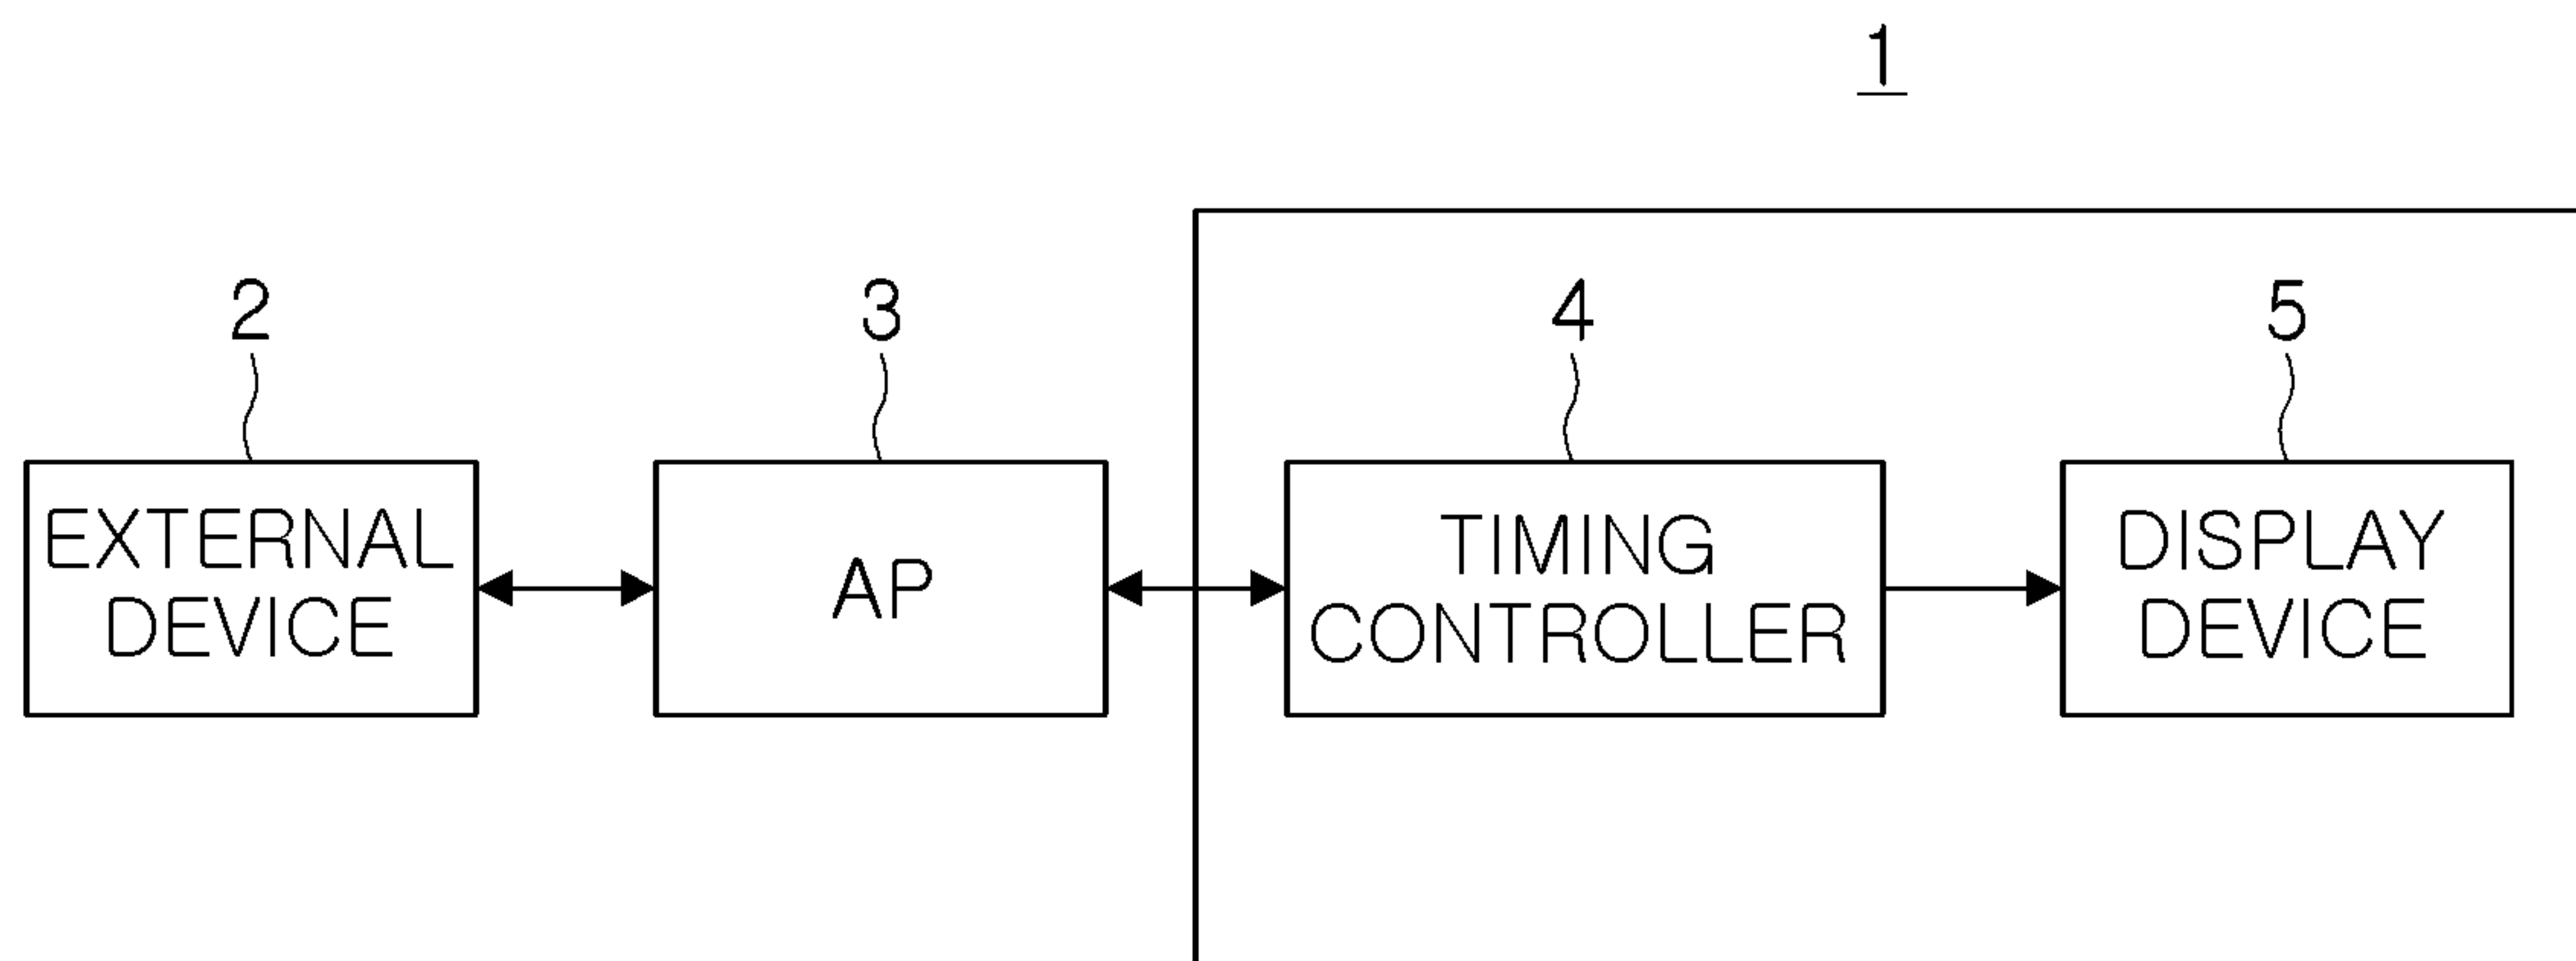 1
2
3
4
5
EXTERNAL
DEVICE
AP
TIMING
CONTROLLER
DISPLAY
DEVICE